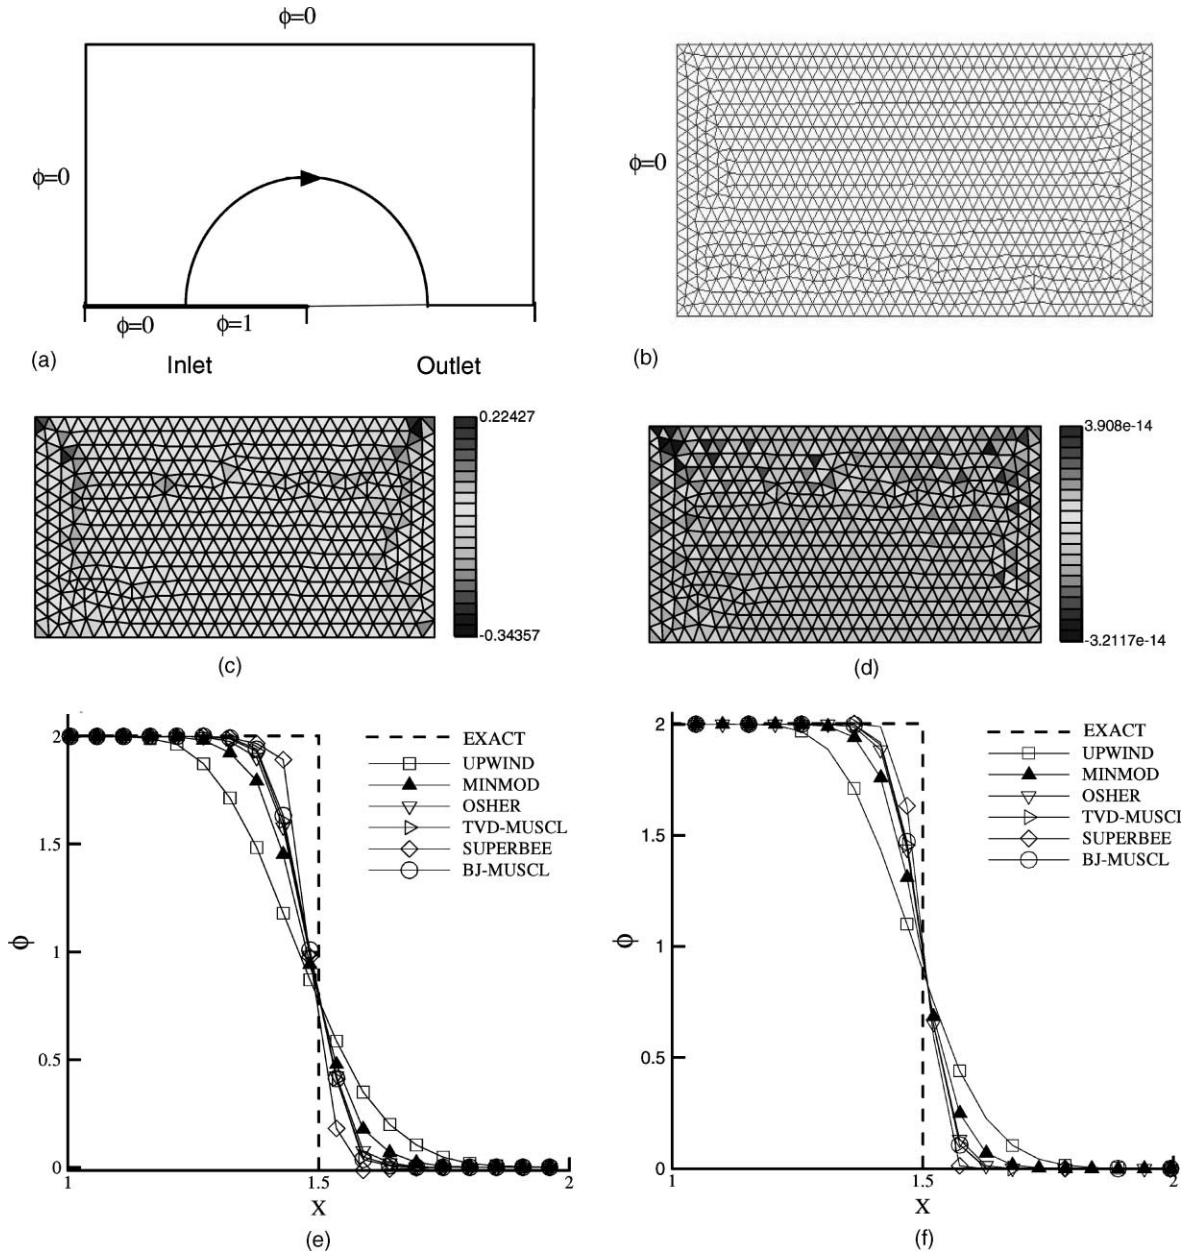 ϕ=0
ϕ=0
ϕ=0
ϕ=0
ϕ=1
(a)
Inlet
Outlet
(b)
0.22427
-0.34357
(c)
3.908e-14
-3.2117e-14
(d)
2
1.5
1
0.5
0
ϕ
1
1.5
2
X
EXACT
UPWIND
MINMOD
OSHER
TVD-MUSCL
SUPERBEE
BJ-MUSCL
(e)
2
1.5
1
0.5
0
ϕ
1
1.5
2
X
EXACT
UPWIND
MINMOD
OSHER
TVD-MUSCL
SUPERBEE
BJ-MUSCL
(f)